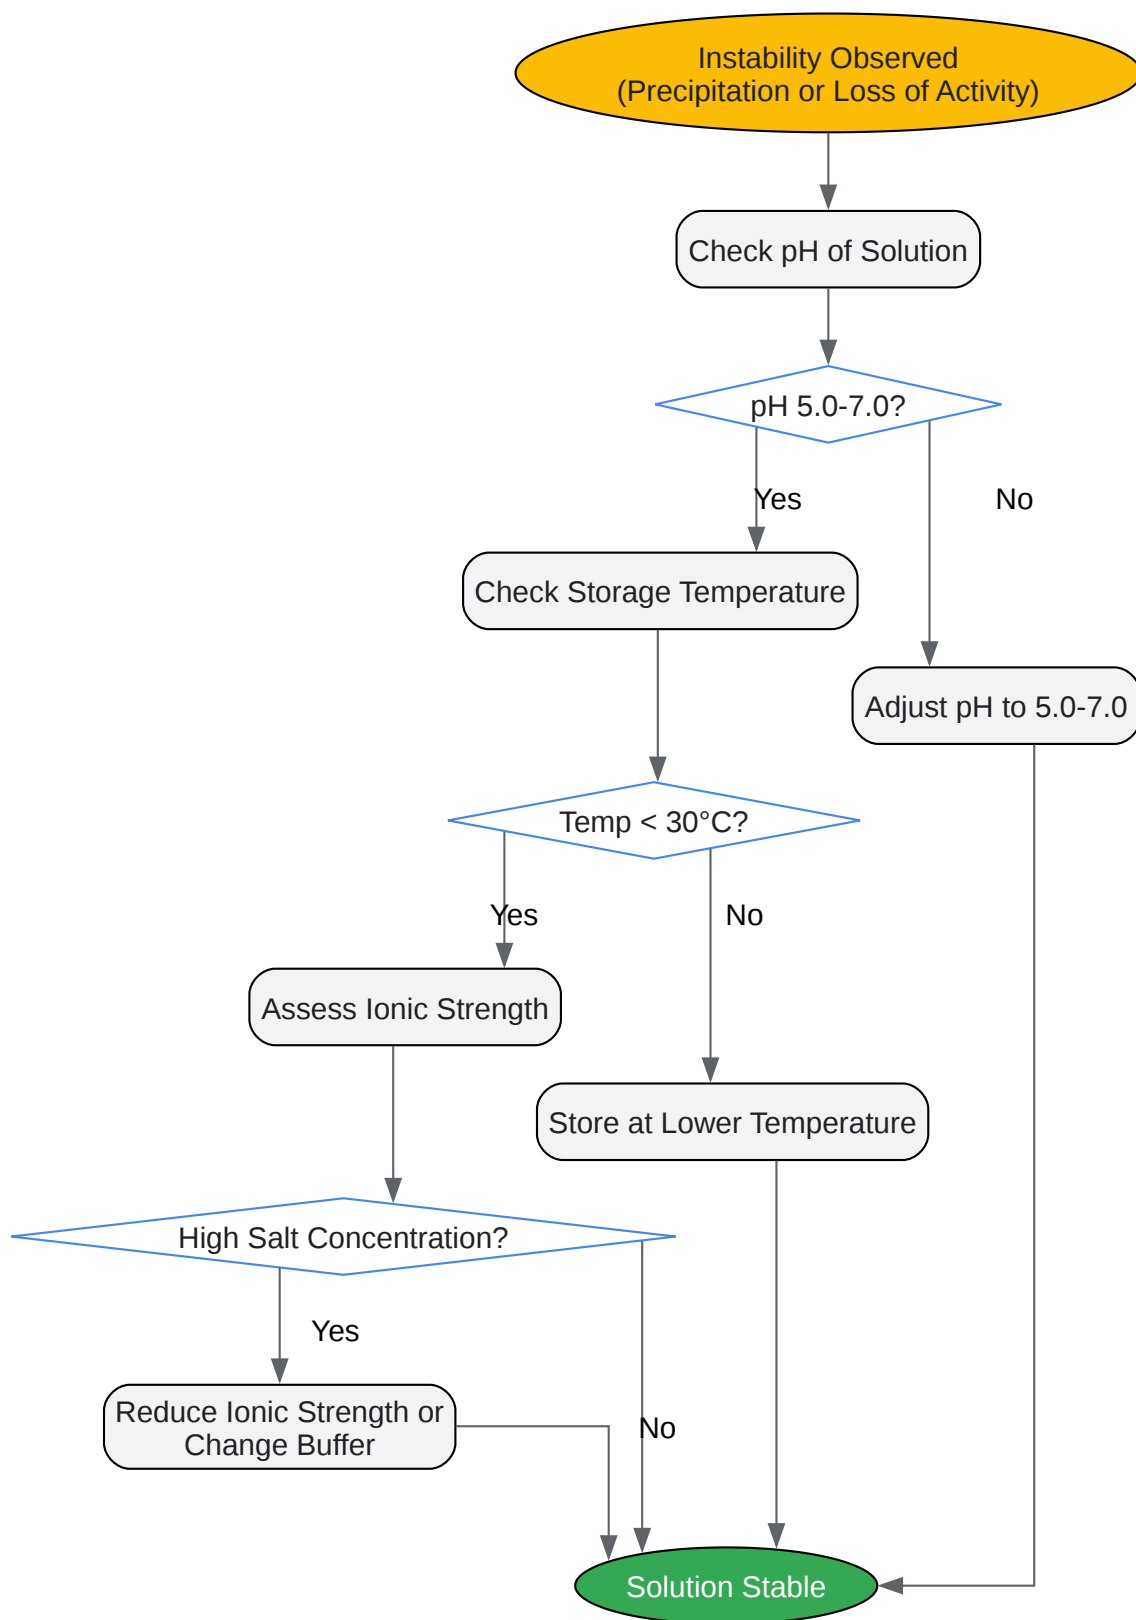 Instability Observed
(Precipitation or Loss of Activity)
Check pH of Solution
pH 5.0-7.0?
Yes
No
Check Storage Temperature
Adjust pH to 5.0-7.0
Temp < 30°C?
Yes
No
Assess Ionic Strength
Store at Lower Temperature
High Salt Concentration?
Yes
Reduce Ionic Strength or
Change Buffer
No
Solution Stable